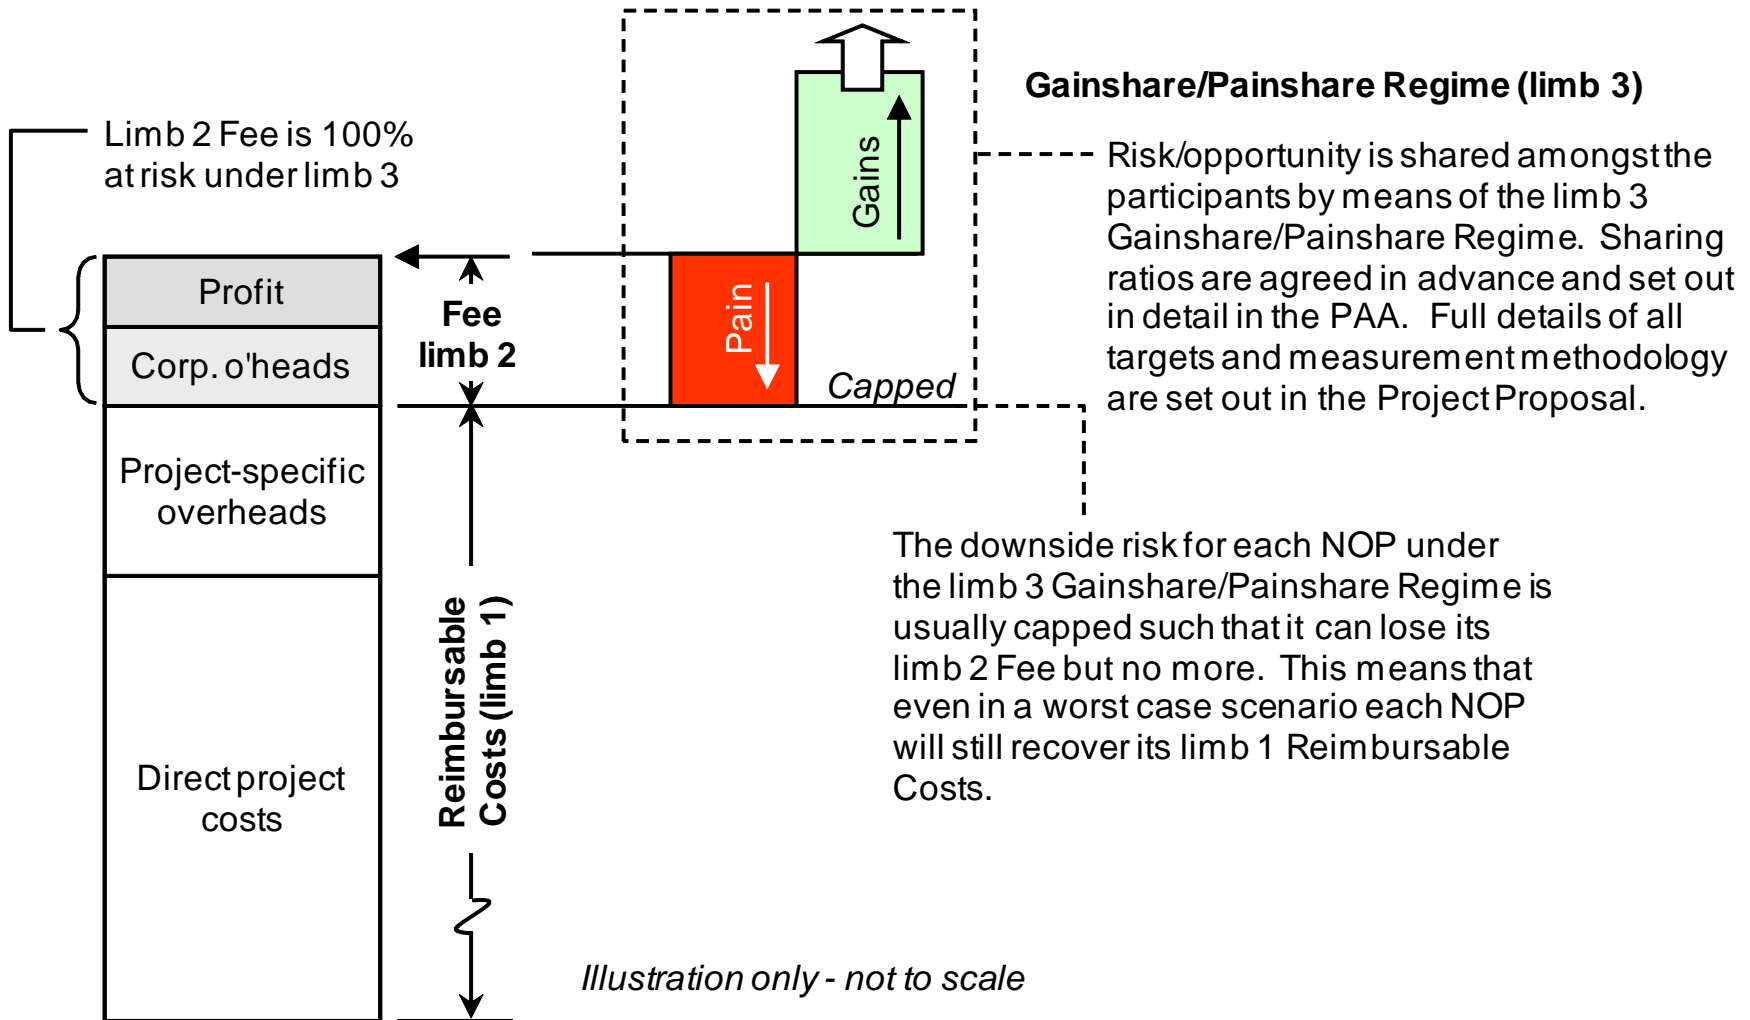 Gainshare/Painshare Regime (limb 3)
Limb 2 Fee is 100%
at risk under limb 3
Profit
Corp. o'heads
Project-specific
overheads
Direct project
costs
Fee
limb 2
Reimbursable
Costs (limb 1)
Pain
Gains
Capped
Risk/opportunity is shared amongst the
participants by means of the limb 3
Gainshare/Painshare Regime. Sharing
ratios are agreed in advance and set out
in detail in the PAA. Full details of all
targets and measurement methodology
are set out in the Project Proposal.
The downside risk for each NOP under
the limb 3 Gainshare/Painshare Regime is
usually capped such that it can lose its
limb 2 Fee but no more. This means that
even in a worst case scenario each NOP
will still recover its limb 1 Reimbursable
Costs.
Illustration only - not to scale